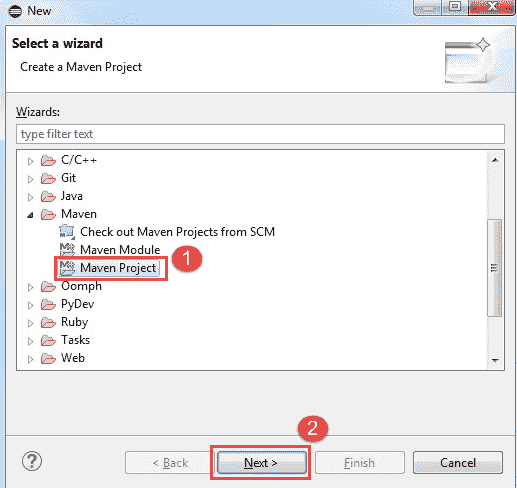 New
Select a wizard
Create a Maven Project
Wizards:
type filter text
C/C++
Git
Java
Maven
Check out Maven Projects from SCM
Maven Module
Maven Project
1
Oomph
PyDev
Ruby
Tasks
Web
2
?
< Back
Next >
Finish
Cancel